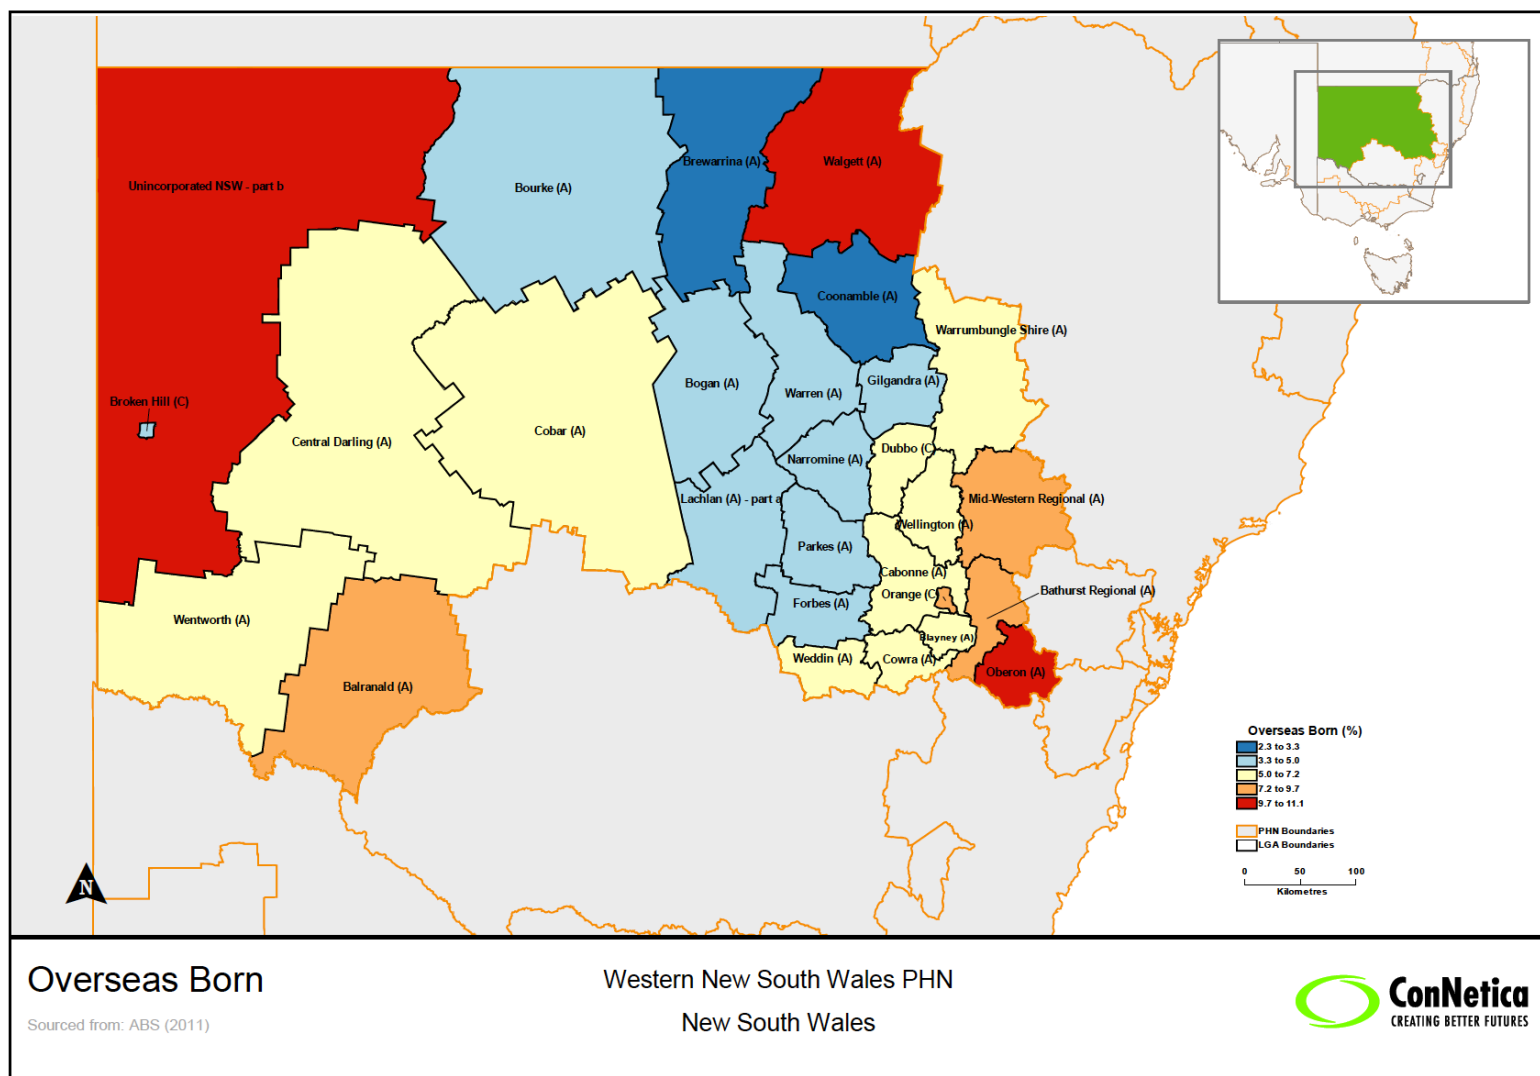 Unincorporated NSW - part b
Bourke (A)
Brewarrina (A)
Walgett (A)
Coonamble (A)
Warrumbungle Shire (A)
Broken Hill (C)
Central Darling (A)
Cobar (A)
Bogan (A)
Warren (A)
Gilgandra (A)
Dubbo (C)
Narromine (A)
Lachlan (A) - part a
Mid-Western Regional (A)
Wellington (A)
Parkes (A)
Cabonne (A)
Orange (C)
Bathurst Regional (A)
Forbes (A)
Wentworth (A)
Blayney (A)
Weddin (A)
Cowra (A)
Oberon (A)
Balranald (A)
Overseas Born (%)
2.3 to 3.3
3.3 to 5.0
5.0 to 7.2
7.2 to 9.7
9.7 to 11.1
PHN Boundaries
LGA Boundaries
0 50 100
Kilometres
N
Overseas Born
Sourced from: ABS (2011)
Western New South Wales PHN
New South Wales
ConNetica
CREATING BETTER FUTURES